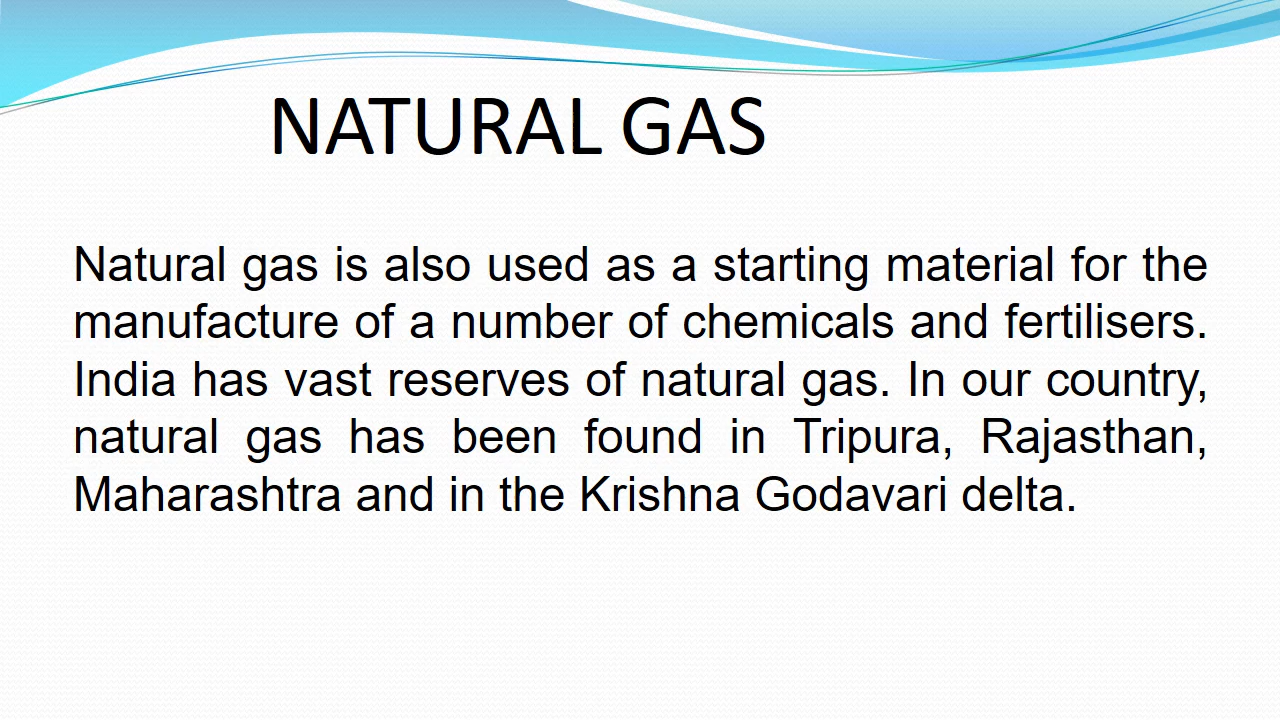 NATURAL GAS
Natural gas is also used as a starting material for the
manufacture of a number of chemicals and fertilisers.
India has vast reserves of natural gas. In our country,
natural gas has been found in Tripura, Rajasthan,
Maharashtra and in the Krishna Godavari delta.